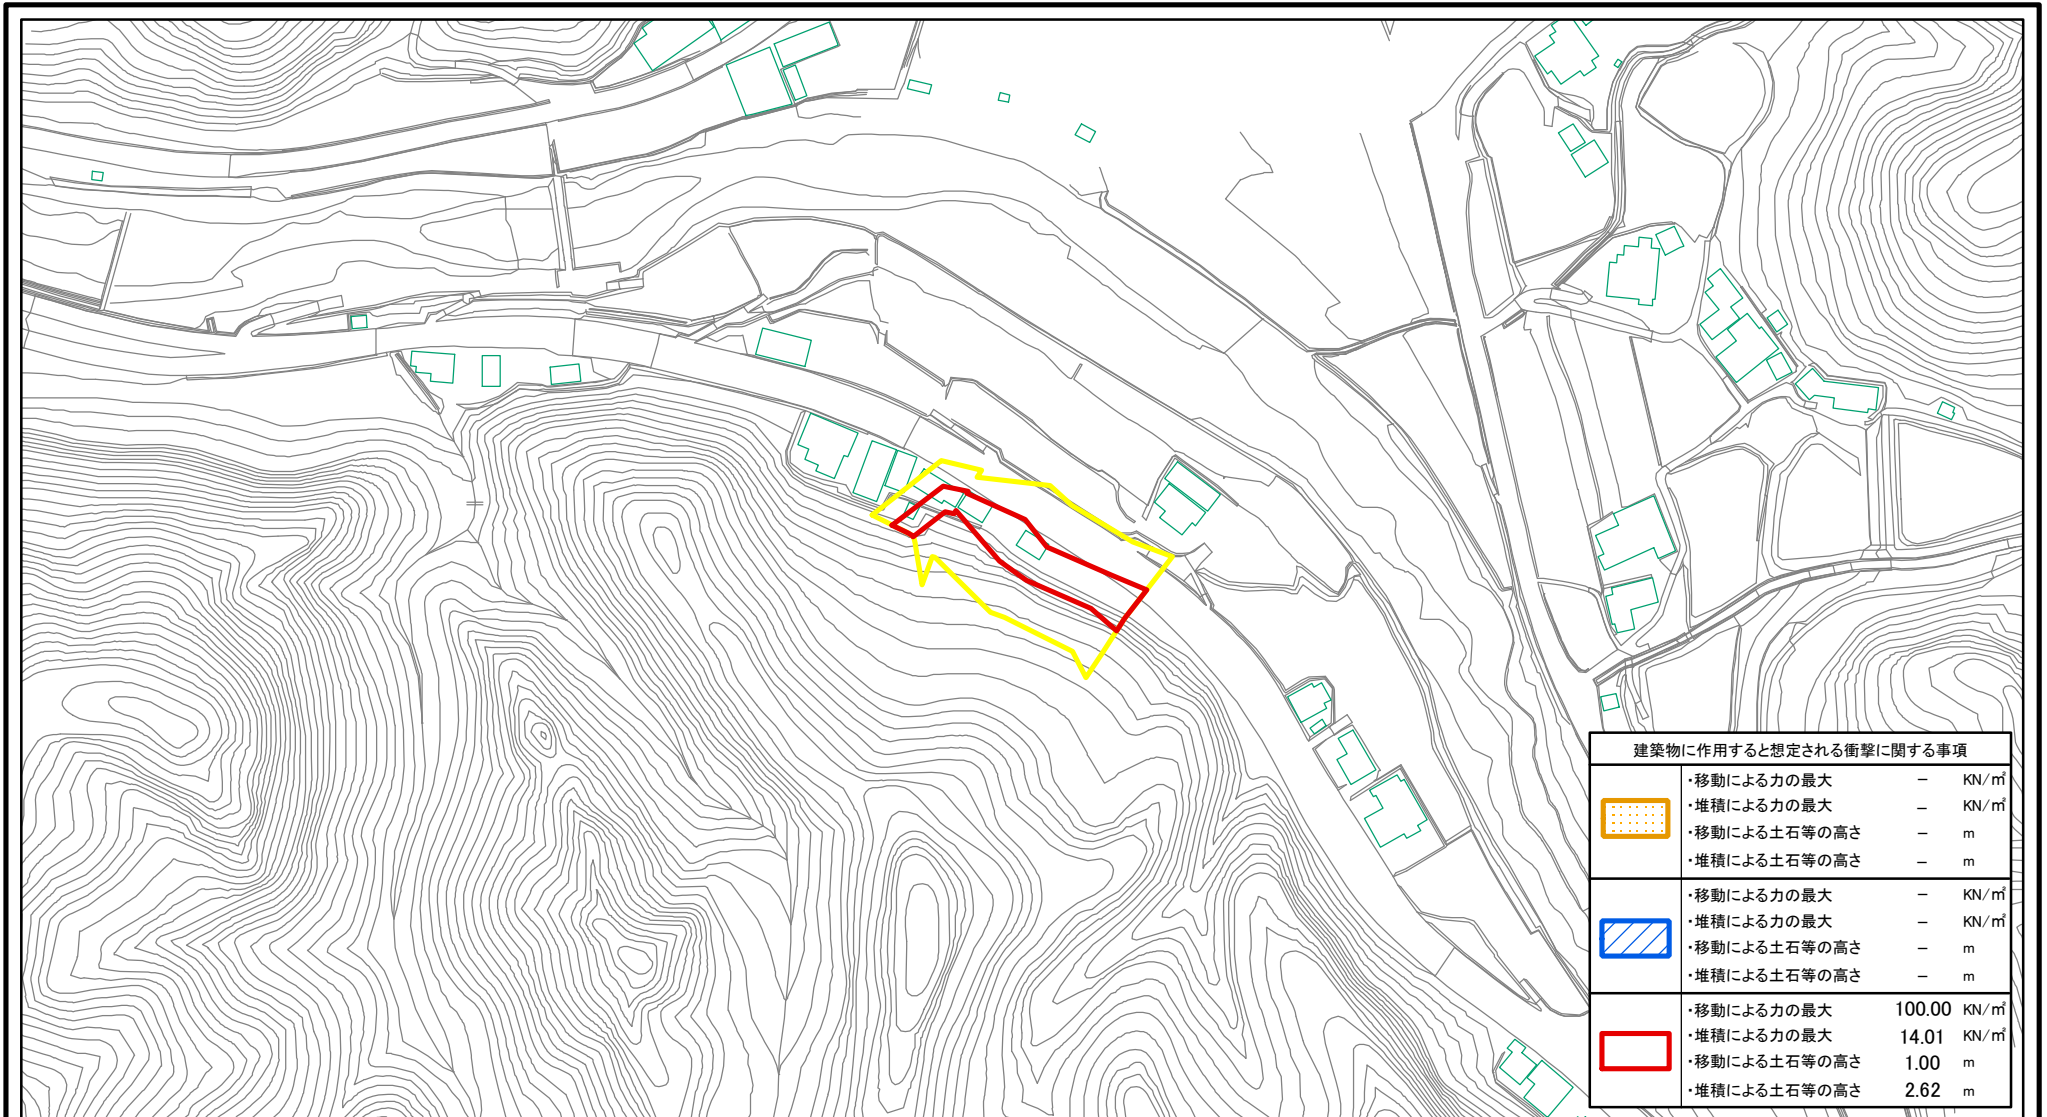 建築物に作用すると想定される衝撃に関する事項
・移動による力の最大 － KN/㎡
・堆積による力の最大 － KN/㎡
・移動による土石等の高さ － m
・堆積による土石等の高さ － m
・移動による力の最大 － KN/㎡
・堆積による力の最大 － KN/㎡
・移動による土石等の高さ － m
・堆積による土石等の高さ － m
・移動による力の最大 100.00 KN/㎡
・堆積による力の最大 14.01 KN/㎡
・移動による土石等の高さ 1.00 m
・堆積による土石等の高さ 2.62 m